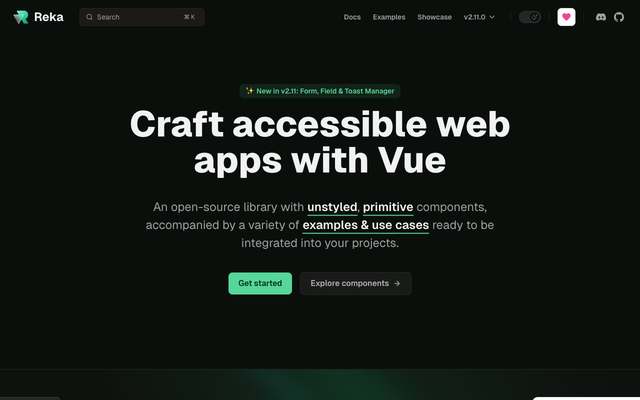 Reka
Search
⌘ K
Docs
Examples
Showcase
v2.11.0
✨ New in v2.11: Form, Field & Toast Manager
Craft accessible web
apps with Vue
An open-source library with unstyled, primitive components,
accompanied by a variety of examples & use cases ready to be
integrated into your projects.
Get started
Explore components →